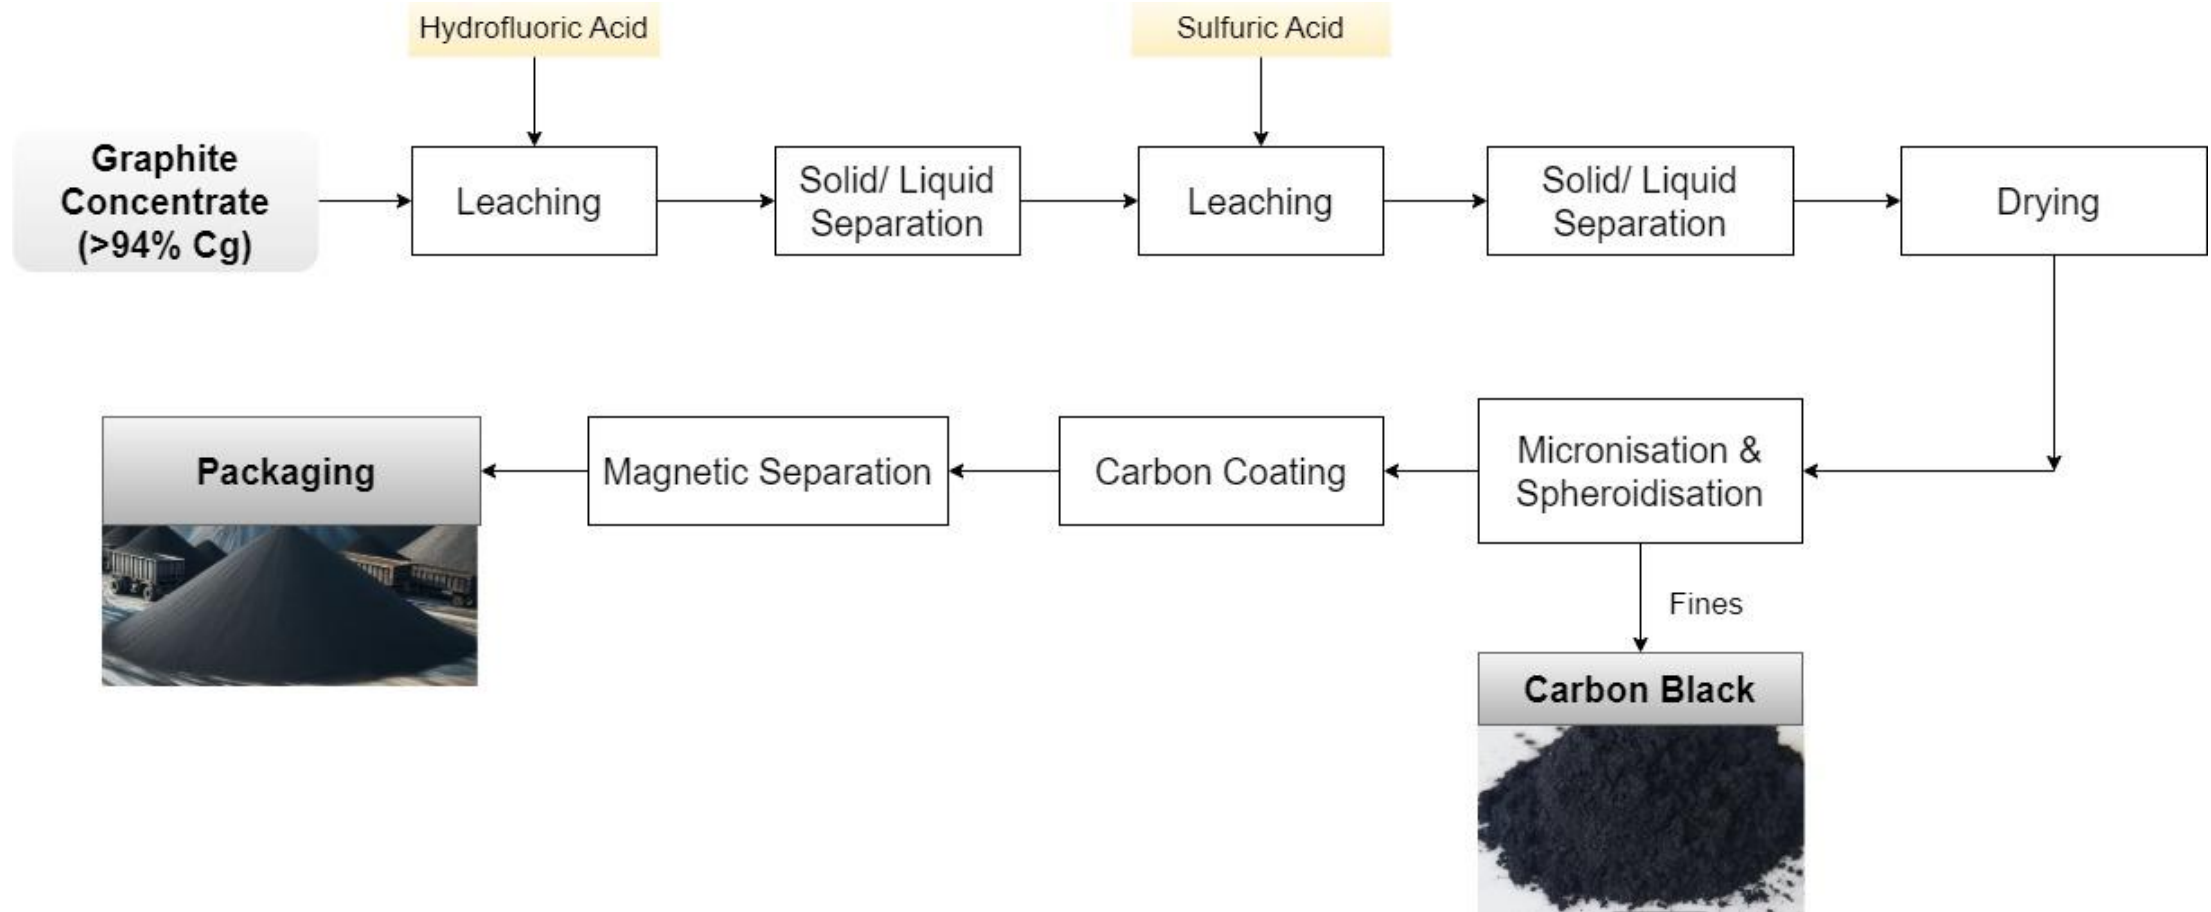 Hydrofluoric Acid
Sulfuric Acid
Graphite
Concentrate
(>94% Cg)
Leaching
Solid/ Liquid
Separation
Leaching
Solid/ Liquid
Separation
Drying
Packaging
Magnetic Separation
Carbon Coating
Micronisation &
Spheroidisation
Fines
Carbon Black